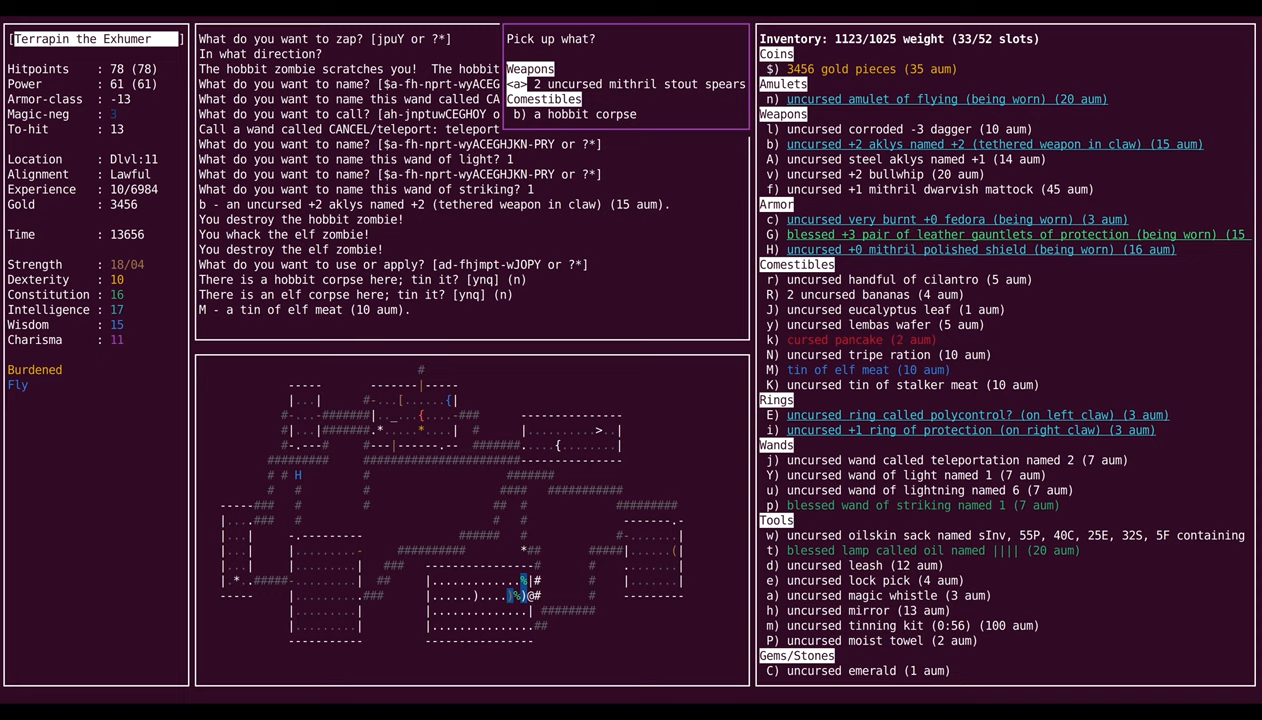 [Terrapin the Exhumer ]
Hitpoints : 78 (78)
Power : 61 (61)
Armor-class : -13
Magic-neg : 3
To-hit : 13
Location : Dlvl:11
Alignment : Lawful
Experience : 10/6984
Gold : 3456
Time : 13656
Strength : 18/04
Dexterity : 10
Constitution : 16
Intelligence : 17
Wisdom : 15
Charisma : 11
Burdened
Fly
What do you want to zap? [jpuY or ?*]
In what direction?
The hobbit zombie scratches you! The hobbit
What do you want to name? [$a-fh-nprt-wyACEG
What do you want to name this wand called CA
What do you want to call? [ah-jnptuwCEGHOY o
Call a wand called CANCEL/teleport: teleport
What do you want to name? [$a-fh-nprt-wyACEGHJKN-PRY or ?*]
What do you want to name this wand of light? 1
What do you want to name? [$a-fh-nprt-wyACEGHJKN-PRY or ?*]
What do you want to name this wand of striking? 1
b - an uncursed +2 aklys named +2 (tethered weapon in claw) (15 aum).
You destroy the hobbit zombie!
You whack the elf zombie!
You destroy the elf zombie!
What do you want to use or apply? [ad-fhjmpt-wJOPY or ?*]
There is a hobbit corpse here; tin it? [ynq] (n)
There is an elf corpse here; tin it? [ynq] (n)
M - a tin of elf meat (10 aum).
Pick up what?
Weapons
<a> 2 uncursed mithril stout spears
Comestibles
b) a hobbit corpse
Inventory: 1123/1025 weight (33/52 slots)
Coins
$) 3456 gold pieces (35 aum)
Amulets
n) uncursed amulet of flying (being worn) (20 aum)
Weapons
l) uncursed corroded -3 dagger (10 aum)
b) uncursed +2 aklys named +2 (tethered weapon in claw) (15 aum)
A) uncursed steel aklys named +1 (14 aum)
v) uncursed +2 bullwhip (20 aum)
f) uncursed +1 mithril dwarvish mattock (45 aum)
Armor
c) uncursed very burnt +0 fedora (being worn) (3 aum)
G) blessed +3 pair of leather gauntlets of protection (being worn) (15
H) uncursed +0 mithril polished shield (being worn) (16 aum)
Comestibles
r) uncursed handful of cilantro (5 aum)
R) 2 uncursed bananas (4 aum)
J) uncursed eucalyptus leaf (1 aum)
y) uncursed lembas wafer (5 aum)
k) cursed pancake (2 aum)
N) uncursed tripe ration (10 aum)
M) tin of elf meat (10 aum)
K) uncursed tin of stalker meat (10 aum)
Rings
E) uncursed ring called polycontrol? (on left claw) (3 aum)
i) uncursed +1 ring of protection (on right claw) (3 aum)
Wands
j) uncursed wand called teleportation named 2 (7 aum)
Y) uncursed wand of light named 1 (7 aum)
u) uncursed wand of lightning named 6 (7 aum)
p) blessed wand of striking named 1 (7 aum)
Tools
w) uncursed oilskin sack named sInv, 55P, 40C, 25E, 32S, 5F containing
t) blessed lamp called oil named |||| (20 aum)
d) uncursed leash (12 aum)
e) uncursed lock pick (4 aum)
a) uncursed magic whistle (3 aum)
h) uncursed mirror (13 aum)
m) uncursed tinning kit (0:56) (100 aum)
P) uncursed moist towel (2 aum)
Gems/Stones
C) uncursed emerald (1 aum)